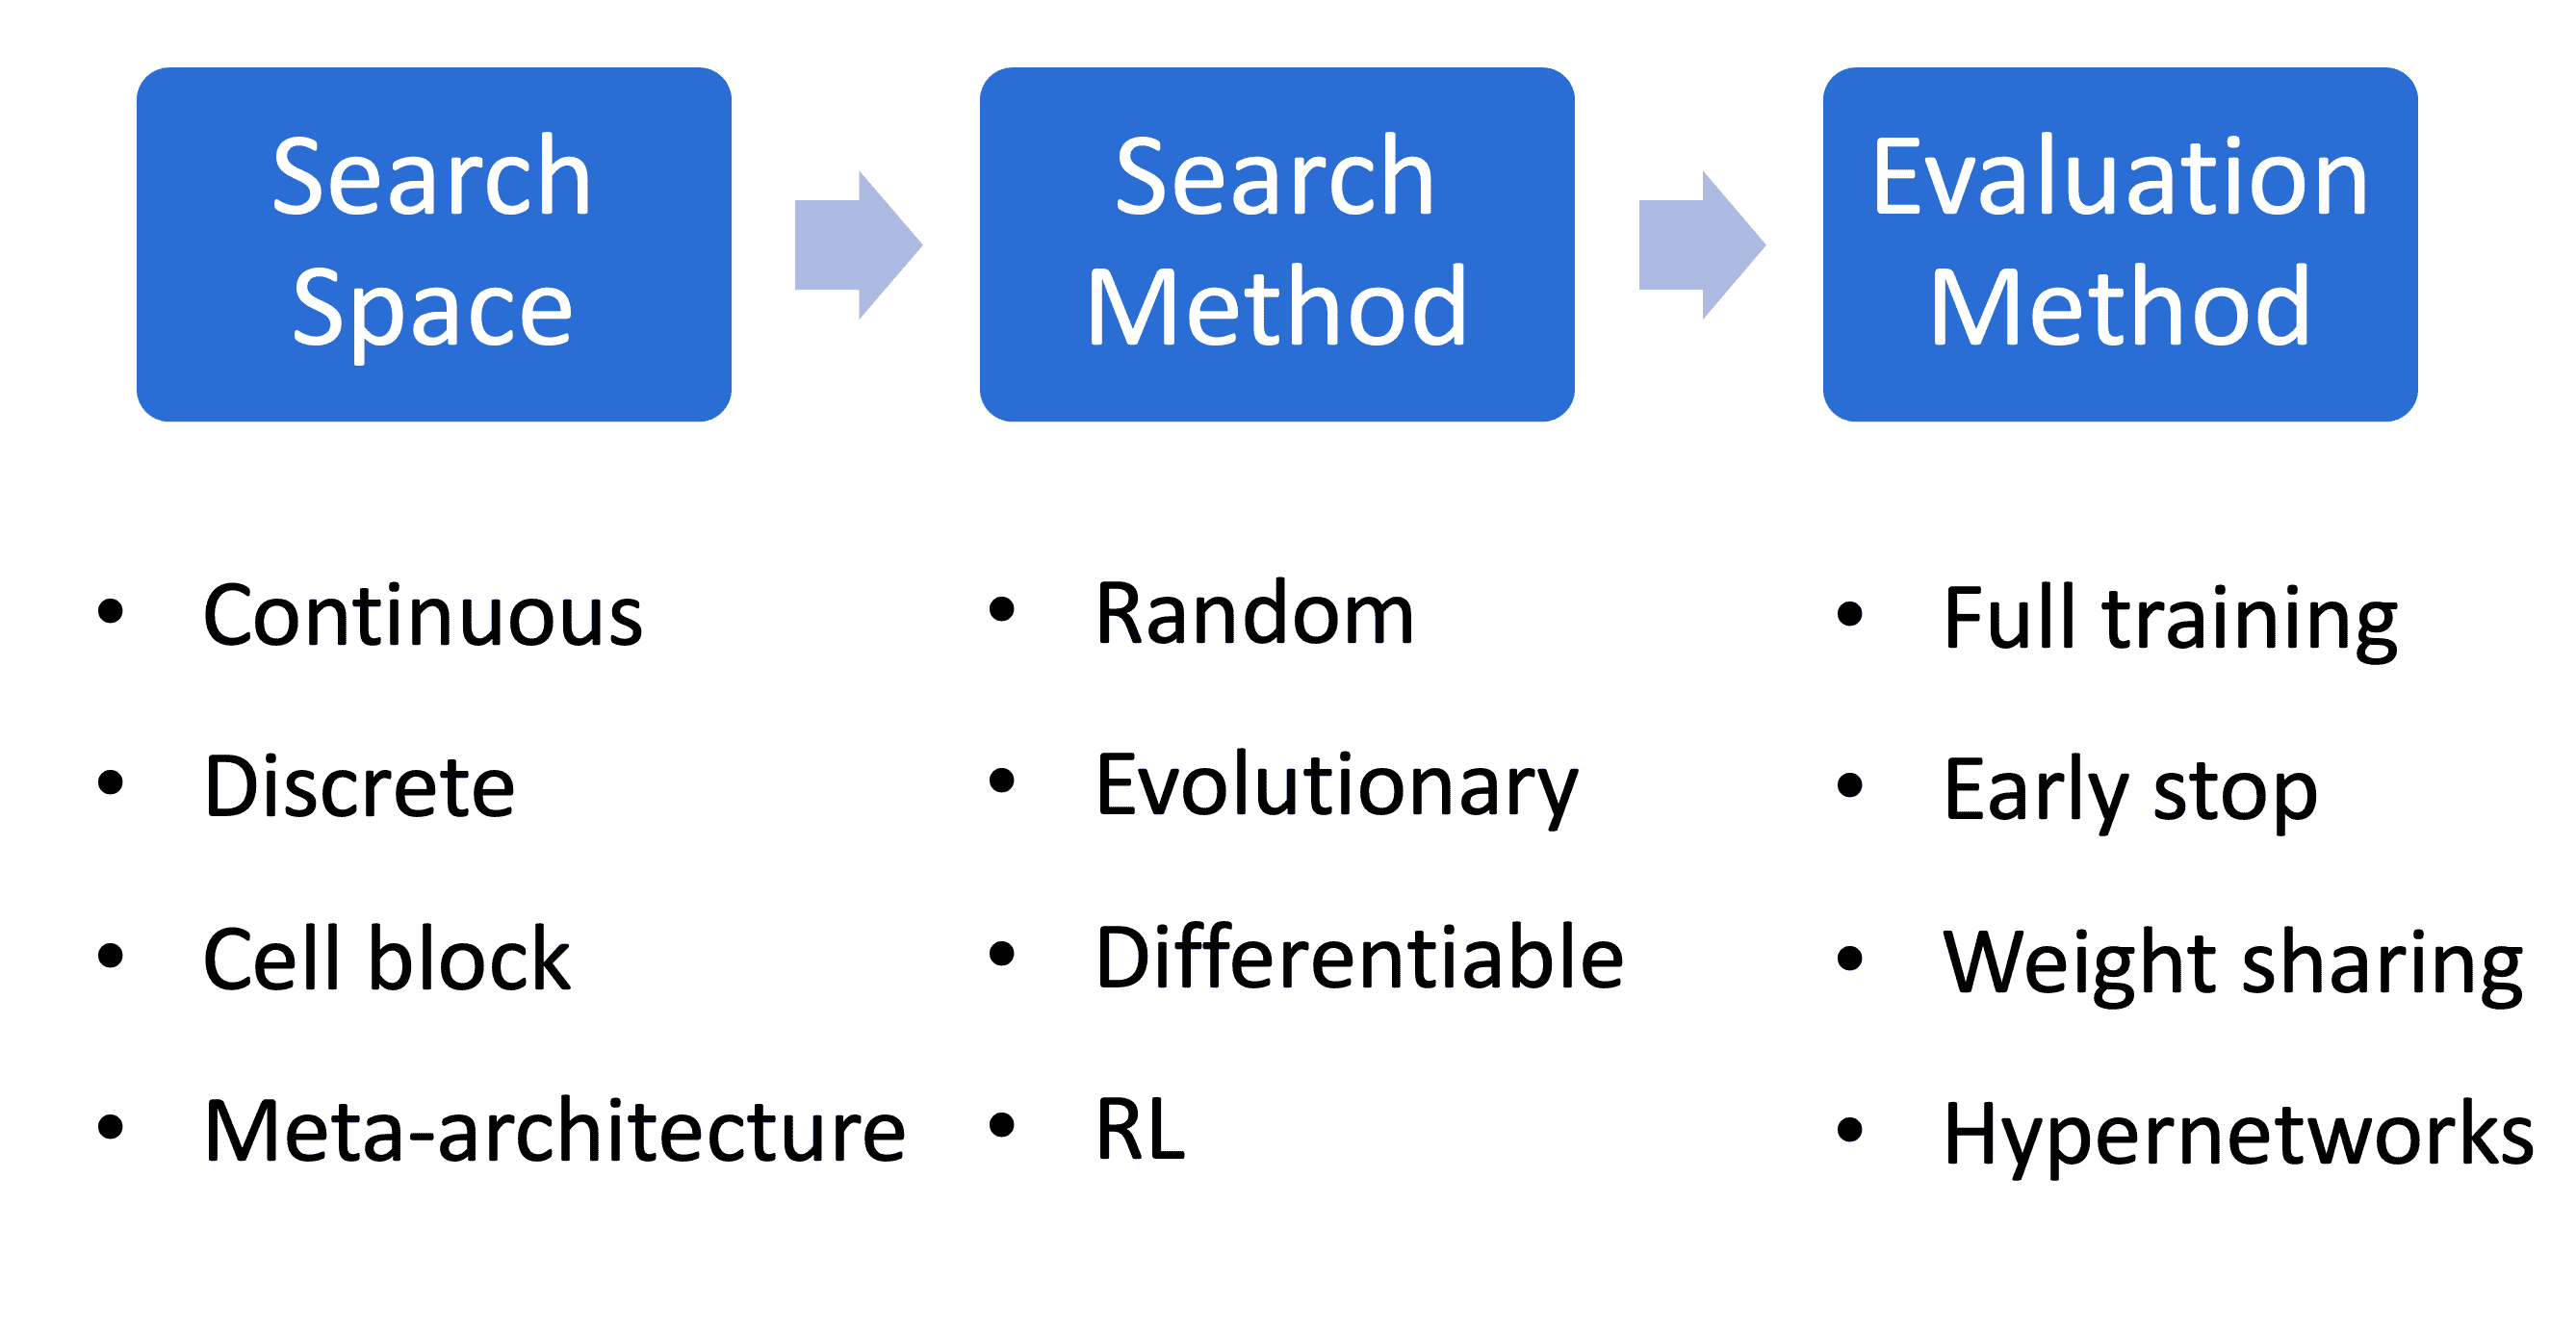 Search
Space
Search
Method
Evaluation
Method
• Continuous
• Discrete
• Cell block
• Meta-architecture
• Random
• Evolutionary
• Differentiable
• RL
• Full training
• Early stop
• Weight sharing
• Hypernetworks